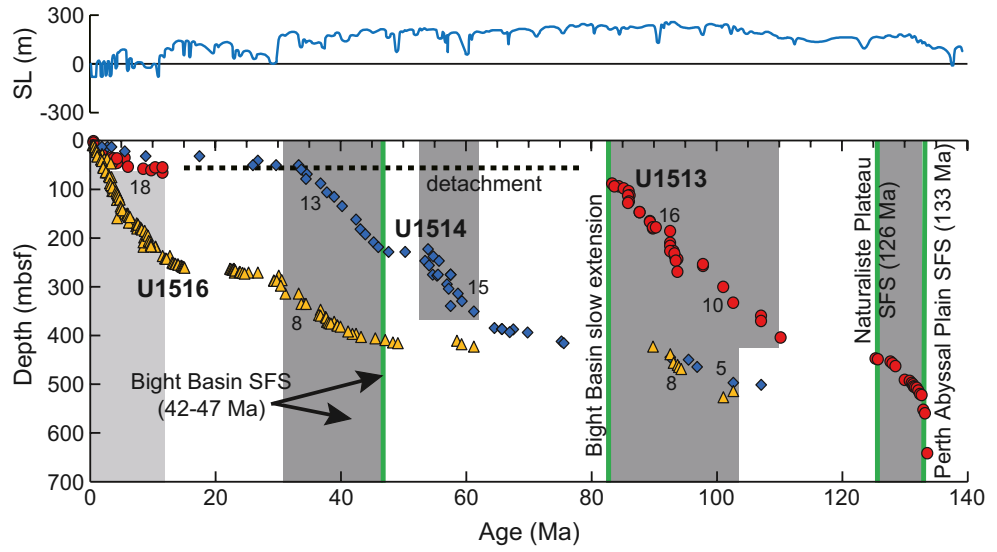 SL (m)
300
0
-300
Depth (mbsf)
0
100
200
300
400
500
600
700
18
U1516
13
8
detachment
U1514
15
Bight Basin SFS
(42-47 Ma)
Bight Basin slow extension
U1513
16
10
8
5
Naturaliste Plateau
SFS (126 Ma)
Perth Abyssal Plain SFS (133 Ma)
0
20
40
60
80
100
120
140
Age (Ma)